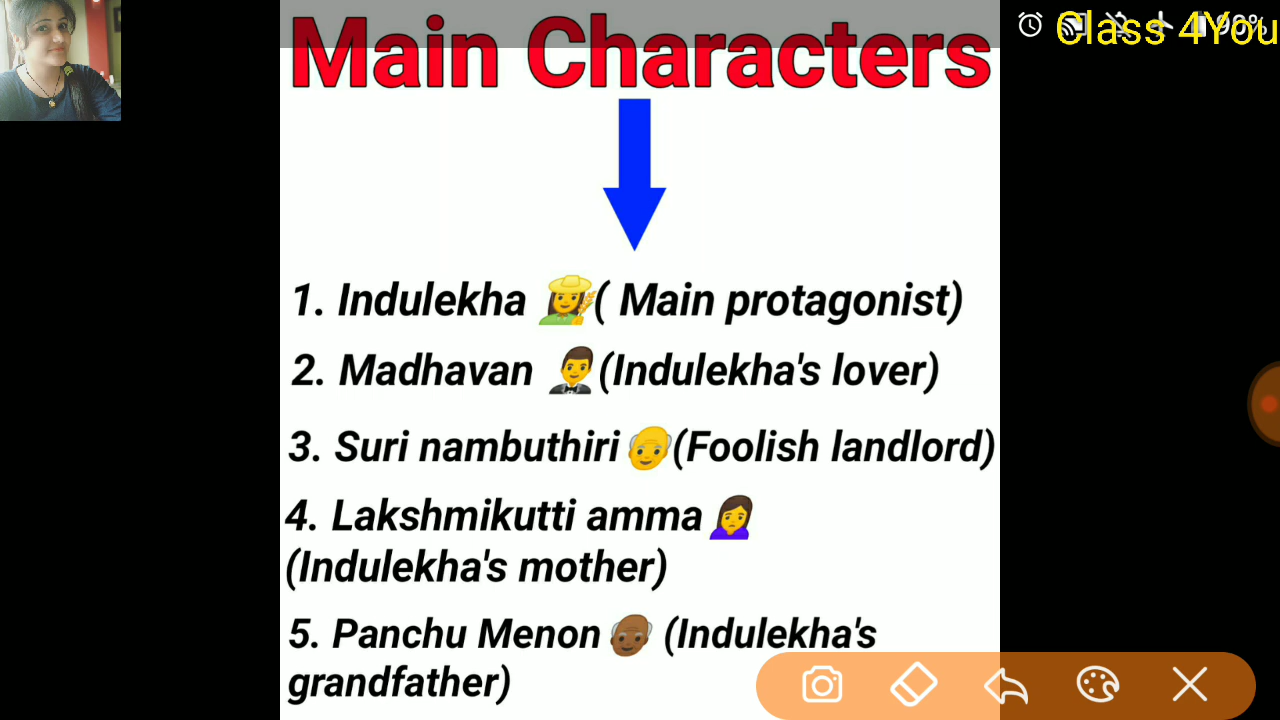 Main Characters
Class 4You
1. Indulekha ( Main protagonist)
2. Madhavan (Indulekha's lover)
3. Suri nambuthiri (Foolish landlord)
4. Lakshmikutti amma
(Indulekha's mother)
5. Panchu Menon (Indulekha's
grandfather)